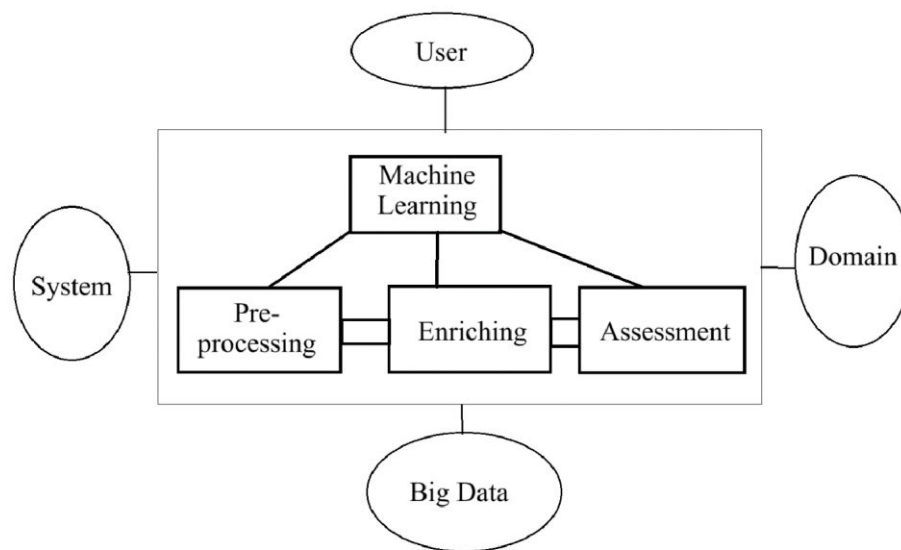 User
Machine
Learning
System
Domain
Pre-
processing
Enriching
Assessment
Big Data